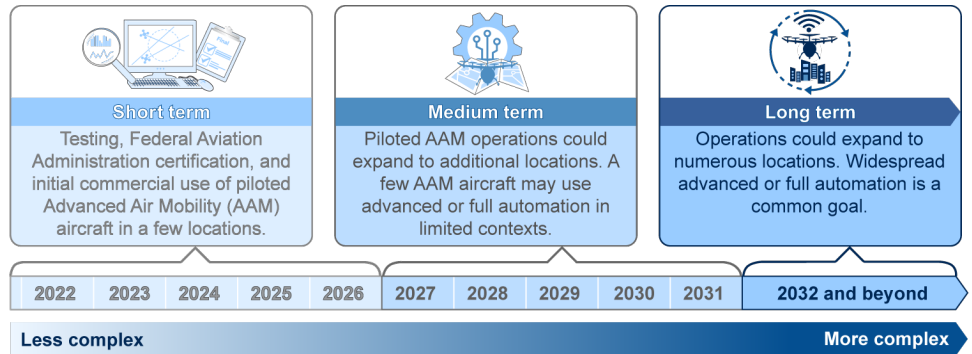 Final
Short term
Testing, Federal Aviation
Administration certification, and
initial commercial use of piloted
Advanced Air Mobility (AAM)
aircraft in a few locations.
Medium term
Piloted AAM operations could
expand to additional locations. A
few AAM aircraft may use
advanced or full automation in
limited contexts.
Long term
Operations could expand to
numerous locations. Widespread
advanced or full automation is a
common goal.
2022 2023 2024 2025 2026 2027 2028 2029 2030 2031 2032 and beyond
Less complex More complex